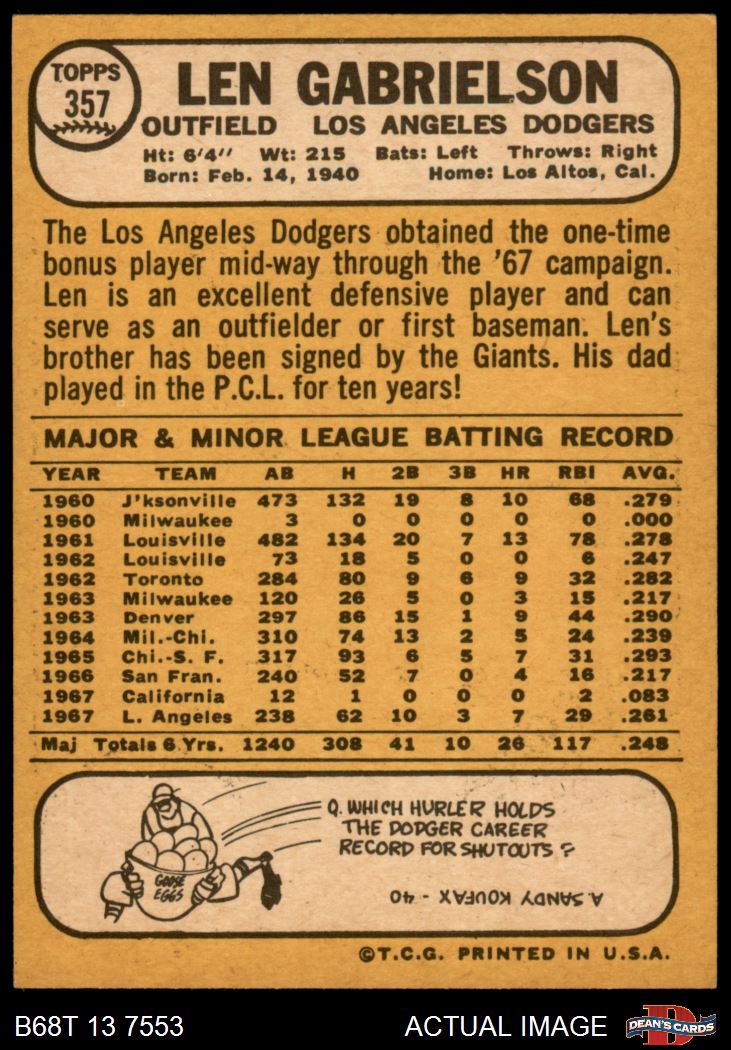 TOPPS
357
LEN GABRIELSON
OUTFIELD LOS ANGELES DODGERS
Ht: 6'4" Wt: 215 Bats: Left Throws: Right
Born: Feb. 14, 1940 Home: Los Altos, Cal.
The Los Angeles Dodgers obtained the one-time
bonus player mid-way through the '67 campaign.
Len is an excellent defensive player and can
serve as an outfielder or first baseman. Len's
brother has been signed by the Giants. His dad
played in the P.C.L. for ten years!
MAJOR & MINOR LEAGUE BATTING RECORD
YEAR TEAM AB H 2B 3B HR RBI AVG.
1960 J'ksonville 473 132 19 8 10 68 .279
1960 Milwaukee 3 0 0 0 0 0 .000
1961 Louisville 482 134 20 7 13 78 .278
1962 Louisville 73 18 5 0 0 6 .247
1962 Toronto 284 80 9 6 9 32 .282
1963 Milwaukee 120 26 5 0 3 15 .217
1963 Denver 297 86 15 1 9 44 .290
1964 Mil.-Chi. 310 74 13 2 5 24 .239
1965 Chi.-S. F. 317 93 6 5 7 31 .293
1966 San Fran. 240 52 7 0 4 16 .217
1967 California 12 1 0 0 0 2 .083
1967 L. Angeles 238 62 10 3 7 29 .261
Maj Totals 6 Yrs. 1240 308 41 10 26 117 .248
Q. WHICH HURLER HOLDS
THE DODGER CAREER
RECORD FOR SHUTOUTS?
GOOSE
EGGS
A. SANDY KOUFAX - 40
©T.C.G. PRINTED IN U.S.A.
B68T 13 7553 ACTUAL IMAGE
D
DEAN'S CARDS